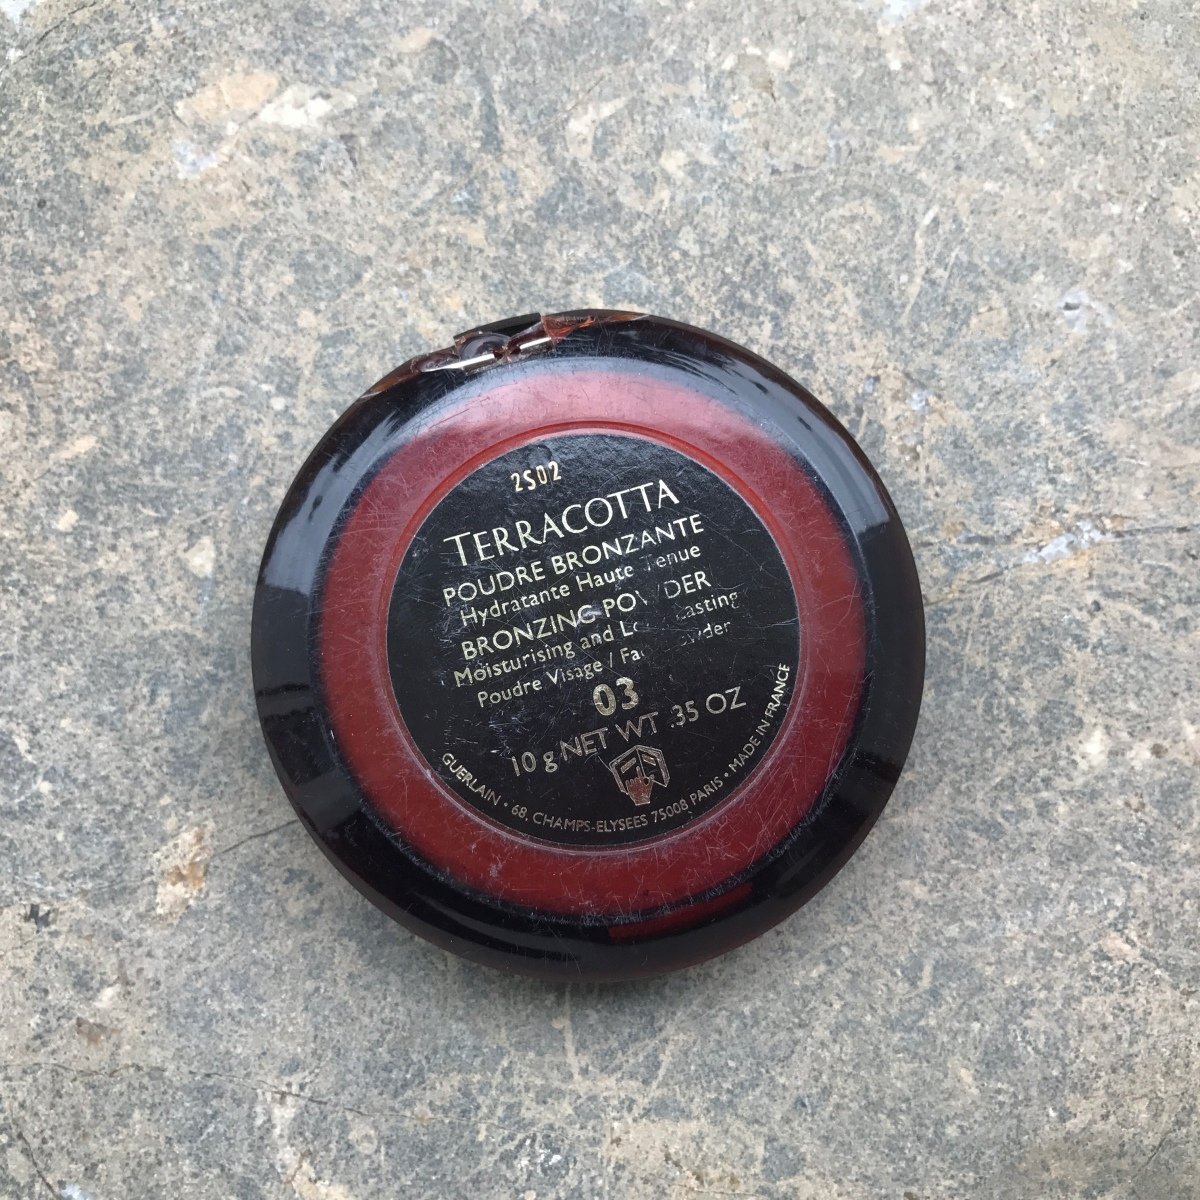 2S02
TERRACOTTA
POUDRE BRONZANTE
Hydratante Haute Tenue
BRONZING POWDER
Moisturising and Lasting
Poudre Visage /
03
10 g NET WT .35 OZ
GUERLAIN • 68, CHAMPS-ELYSEES 75008 PARIS • MADE IN FRANCE